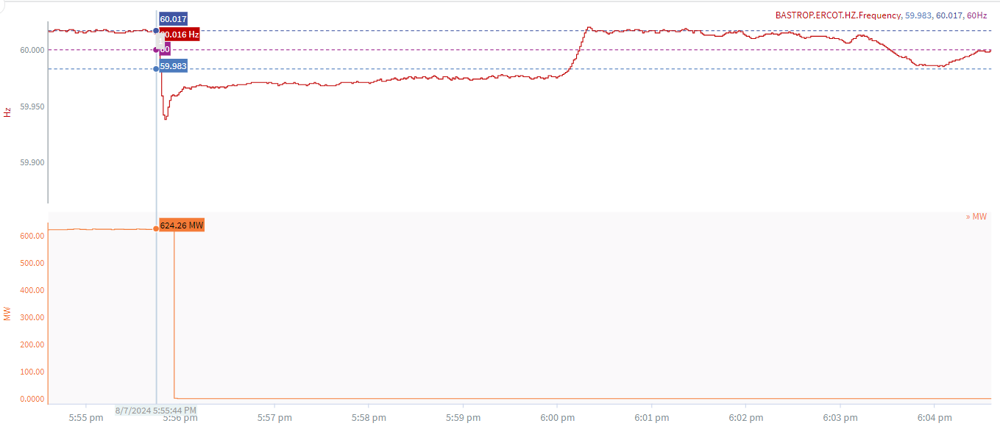 BASTROP.ERCOT.HZ.Frequency, 59.983, 60.017, 60Hz
60.017
60.016 Hz
60.000
60
59.983
59.950
Hz
59.900
» MW
624.26 MW
600.00
500.00
400.00
MW
300.00
200.00
100.00
0.0000
8/7/2024 5:55:44 PM
5:55 pm 5:56 pm 5:57 pm 5:58 pm 5:59 pm 6:00 pm 6:01 pm 6:02 pm 6:03 pm 6:04 pm